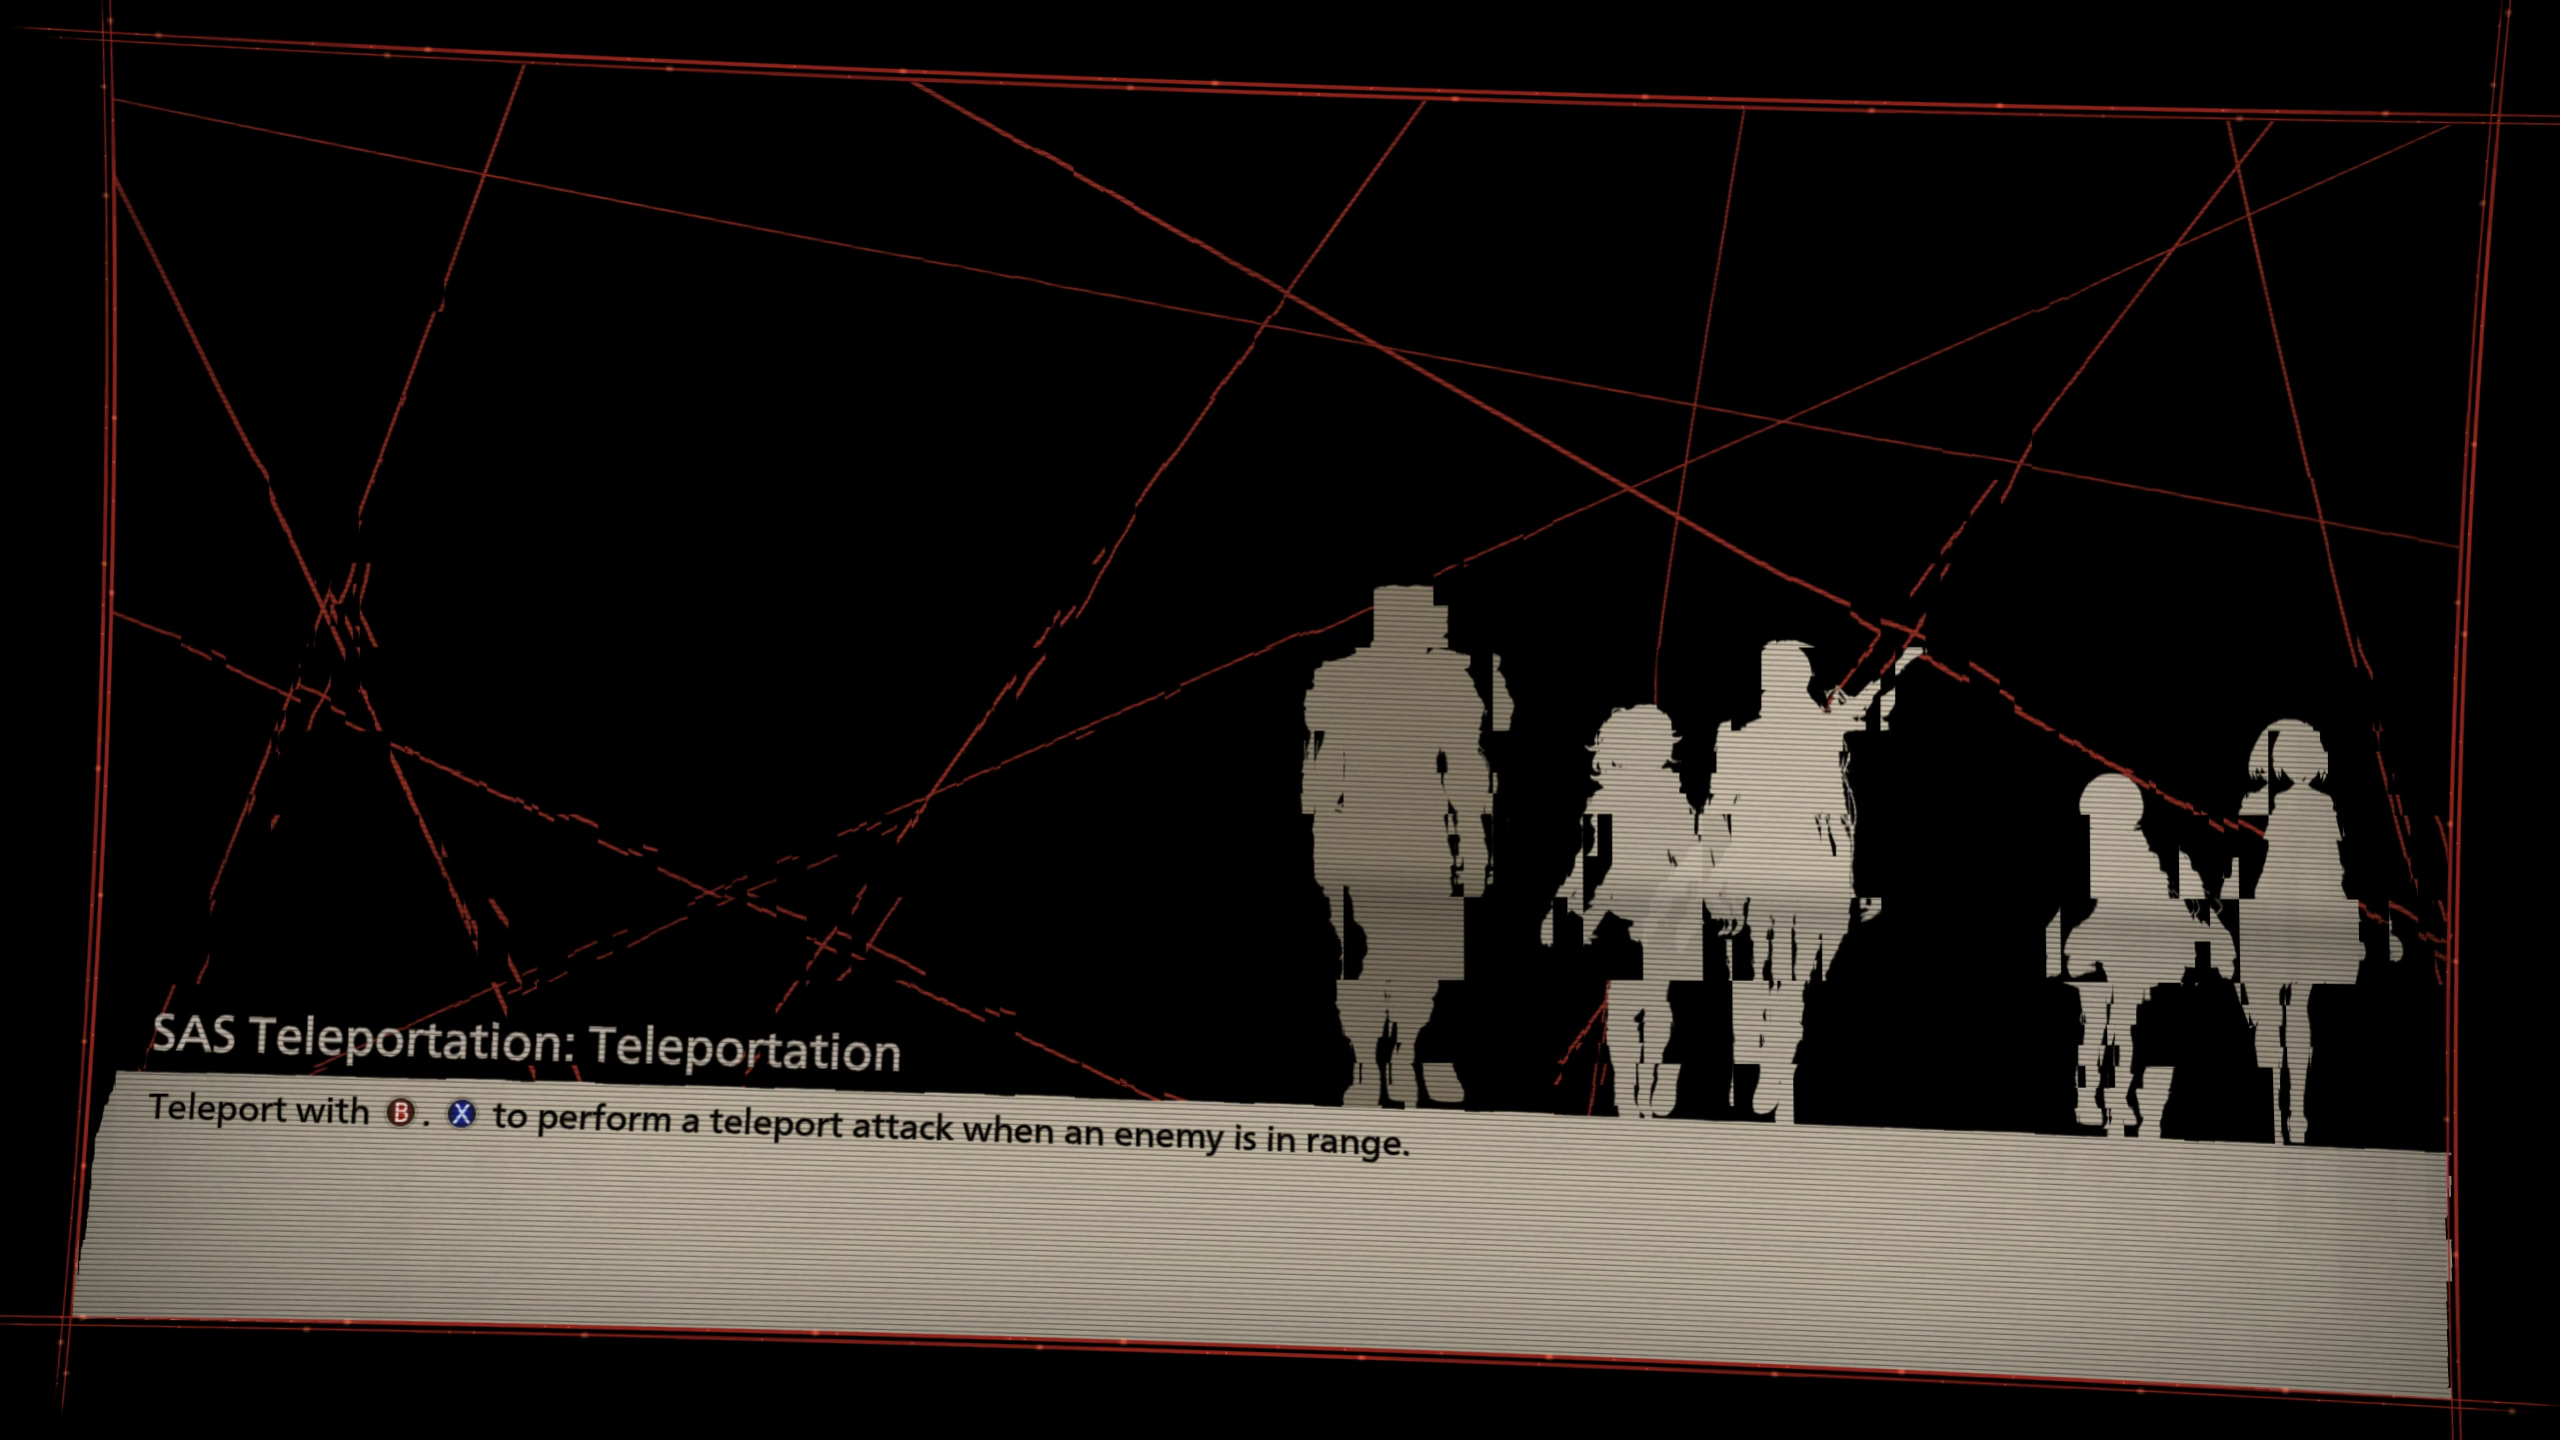 SAS Teleportation: Teleportation
Teleport with B. X to perform a teleport attack when an enemy is in range.